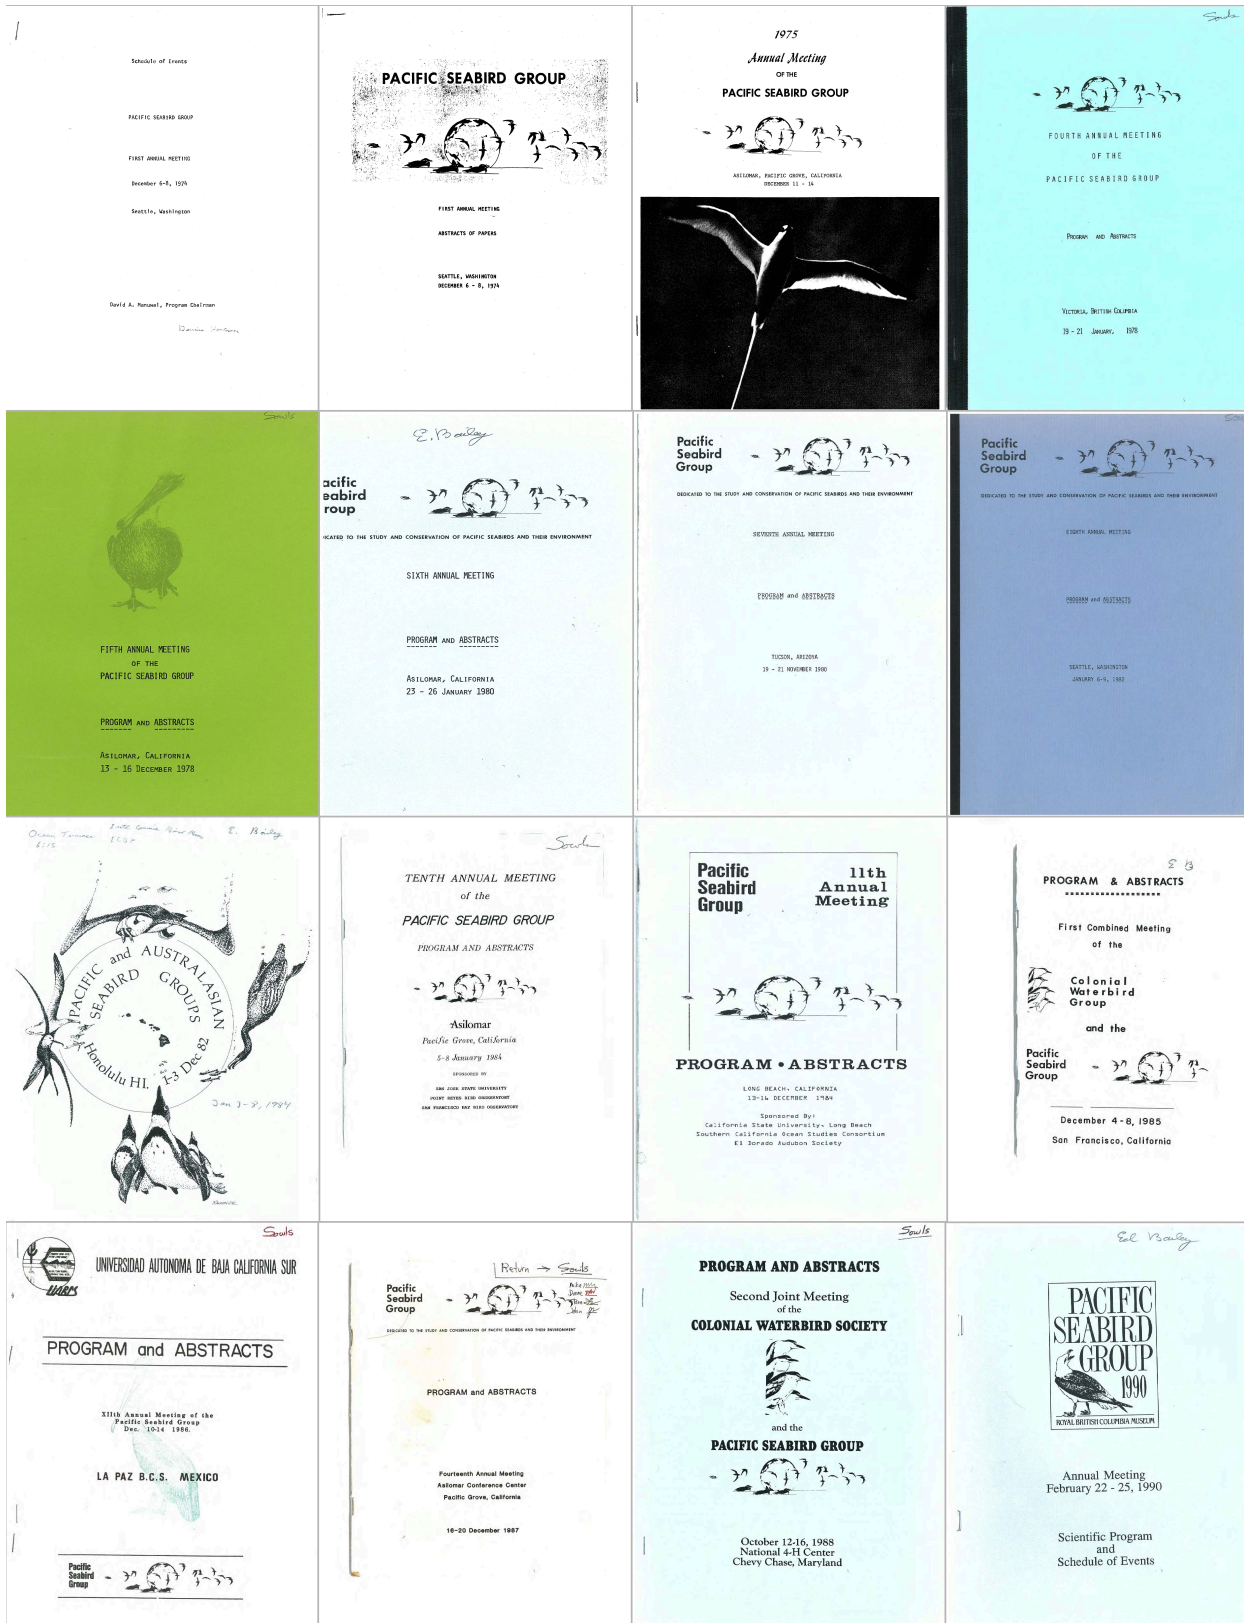 Schedule of Events
PACIFIC SEABIRD GROUP
FIRST ANNUAL MEETING
December 6-8, 1974
Seattle, Washington
David A. Manuwal, Program Chairman
PACIFIC SEABIRD GROUP
FIRST ANNUAL MEETING
ABSTRACTS OF PAPERS
SEATTLE, WASHINGTON
DECEMBER 6 - 8, 1974
1975
Annual Meeting
OF THE
PACIFIC SEABIRD GROUP
ASILOMAR, PACIFIC GROVE, CALIFORNIA
DECEMBER 11 - 14
Sowls
FOURTH ANNUAL MEETING
OF THE
PACIFIC SEABIRD GROUP
PROGRAM AND ABSTRACTS
VICTORIA, BRITISH COLUMBIA
19 - 21 JANUARY, 1978
Sowls
FIFTH ANNUAL MEETING
OF THE
PACIFIC SEABIRD GROUP
PROGRAM AND ABSTRACTS
ASILOMAR, CALIFORNIA
13 - 16 DECEMBER 1978
E. Bailey
acific
eabird
roup
ICATED TO THE STUDY AND CONSERVATION OF PACIFIC SEABIRDS AND THEIR ENVIRONMENT
SIXTH ANNUAL MEETING
PROGRAM AND ABSTRACTS
ASILOMAR, CALIFORNIA
23 - 26 JANUARY 1980
Pacific
Seabird
Group
DEDICATED TO THE STUDY AND CONSERVATION OF PACIFIC SEABIRDS AND THEIR ENVIRONMENT
SEVENTH ANNUAL MEETING
PROGRAM and ABSTRACTS
TUCSON, ARIZONA
19 - 21 NOVEMBER 1980
Pacific
Seabird
Group
DEDICATED TO THE STUDY AND CONSERVATION OF PACIFIC SEABIRDS AND THEIR ENVIRONMENT
EIGHTH ANNUAL MEETING
PROGRAM and ABSTRACTS
SEATTLE, WASHINGTON
JANUARY 6-9, 1982
E. Bailey
PACIFIC and AUSTRALASIAN
SEABIRD GROUPS
Honolulu HI. 1-3 Dec 82
Jan 3-8, 1984
Sowls
TENTH ANNUAL MEETING
of the
PACIFIC SEABIRD GROUP
PROGRAM AND ABSTRACTS
Asilomar
Pacific Grove, California
5-8 January 1984
SPONSORED BY
SAN JOSE STATE UNIVERSITY
POINT REYES BIRD OBSERVATORY
SAN FRANCISCO BAY BIRD OBSERVATORY
Pacific
Seabird
Group
11th
Annual
Meeting
PROGRAM • ABSTRACTS
LONG BEACH, CALIFORNIA
13-16 DECEMBER 1984
Sponsored By:
California State University, Long Beach
Southern California Ocean Studies Consortium
El Dorado Audubon Society
E B
PROGRAM & ABSTRACTS
First Combined Meeting
of the
Colonial
Waterbird
Group
and the
Pacific
Seabird
Group
December 4-8, 1985
San Francisco, California
Sowls
UNIVERSIDAD AUTONOMA DE BAJA CALIFORNIA SUR
UABCS
PROGRAM and ABSTRACTS
XIIth Annual Meeting of the
Pacific Seabird Group
Dec. 10-14 1986.
LA PAZ B.C.S. MEXICO
Pacific
Seabird
Group
Return → Sowls
Pacific
Seabird
Group
DEDICATED TO THE STUDY AND CONSERVATION OF PACIFIC SEABIRDS AND THEIR ENVIRONMENT
PROGRAM and ABSTRACTS
Fourteenth Annual Meeting
Asilomar Conference Center
Pacific Grove, California
16-20 December 1987
Sowls
PROGRAM AND ABSTRACTS
Second Joint Meeting
of the
COLONIAL WATERBIRD SOCIETY
and the
PACIFIC SEABIRD GROUP
October 12-16, 1988
National 4-H Center
Chevy Chase, Maryland
Ed Bailey
PACIFIC
SEABIRD
GROUP
1990
ROYAL BRITISH COLUMBIA MUSEUM
Annual Meeting
February 22 - 25, 1990
Scientific Program
and
Schedule of Events